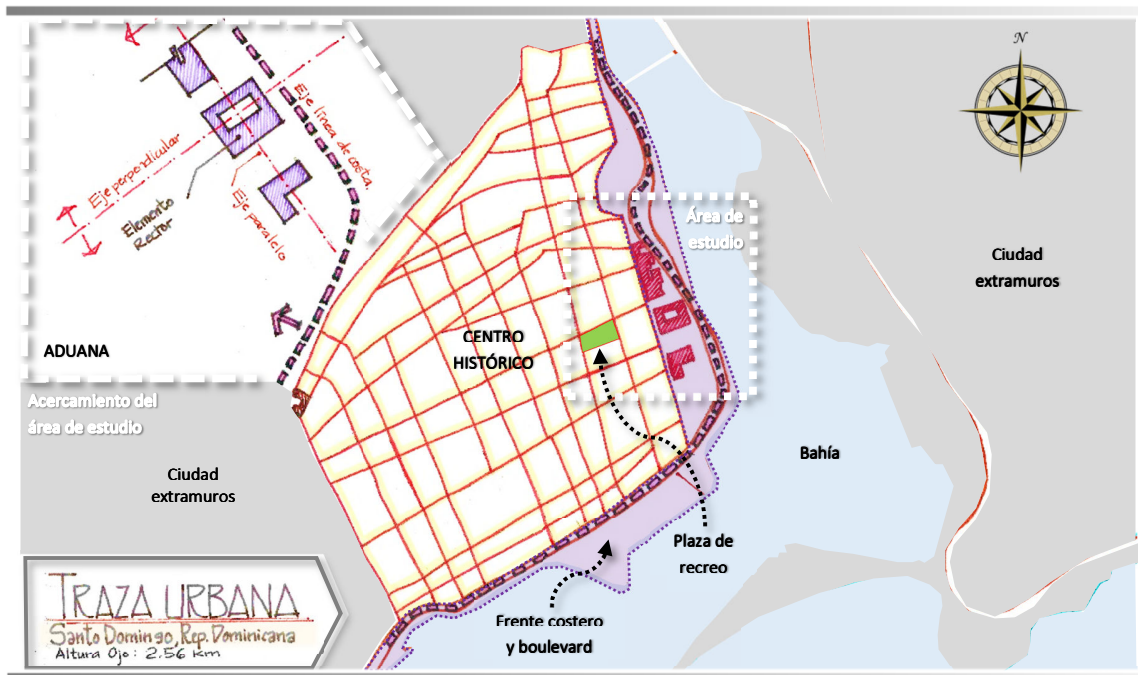 N
Eje línea de costa.
Eje perpendicular
Elemento
Rector
Eje paralelo
ADUANA
Acercamiento del
área de estudio
Área de
estudio
Ciudad
extramuros
CENTRO
HISTÓRICO
Ciudad
extramuros
Bahía
Plaza de
recreo
Frente costero
y boulevard
TRAZA URBANA
Santo Domingo, Rep. Dominicana
Altura Ojo: 2.56 km